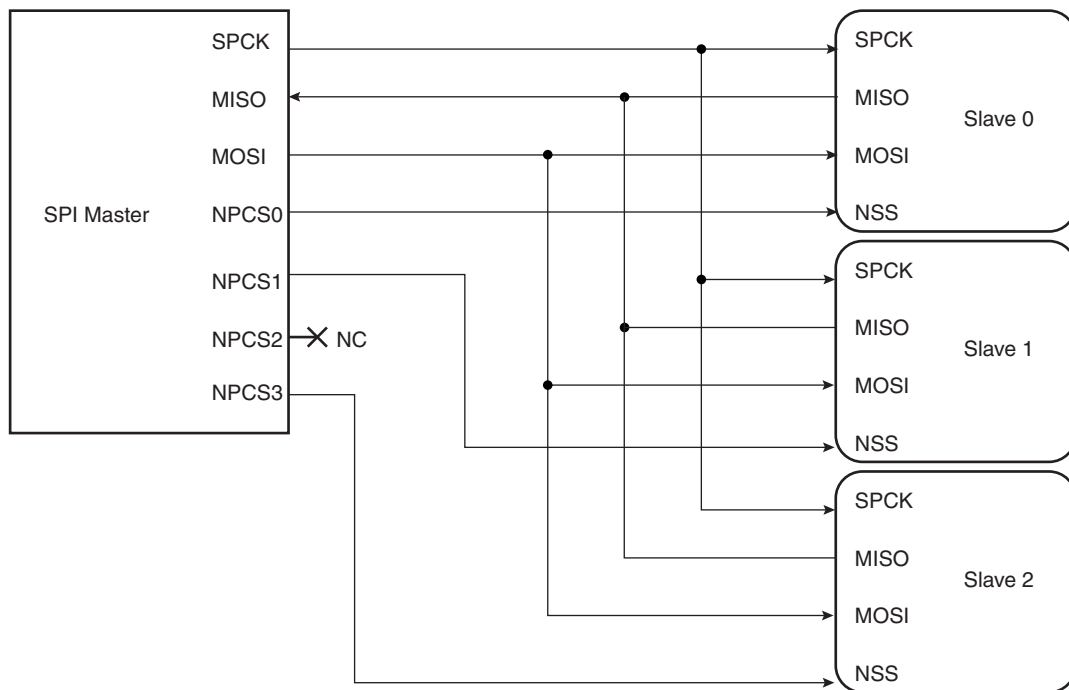 SPI Master
SPCK
MISO
MOSI
NPCS0
NPCS1
NPCS2
NC
NPCS3
SPCK
MISO
Slave 0
MOSI
NSS
SPCK
MISO
Slave 1
MOSI
NSS
SPCK
MISO
Slave 2
MOSI
NSS